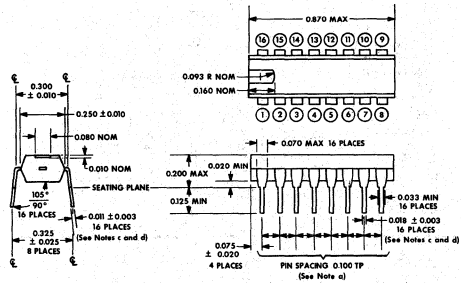 0.870 MAX
16 15 14 13 12 11 10 9
0.093 R NOM
0.160 NOM
1 2 3 4 5 6 7 8
℄ ℄
0.300
± 0.010
0.250 ±0.010
0.080 NOM
0.010 NOM
SEATING PLANE
105°
90°
16 PLACES
0.011 ±0.003
16 PLACES
(See Notes c and d)
0.325
± 0.025
8 PLACES
℄ ℄
0.070 MAX 16 PLACES
0.020 MIN
0.200 MAX
0.125 MIN
0.033 MIN
16 PLACES
0.018 ±0.003
16 PLACES
(See Notes c and d)
0.075
± 0.020
4 PLACES
PIN SPACING 0.100 TP
(See Note a)